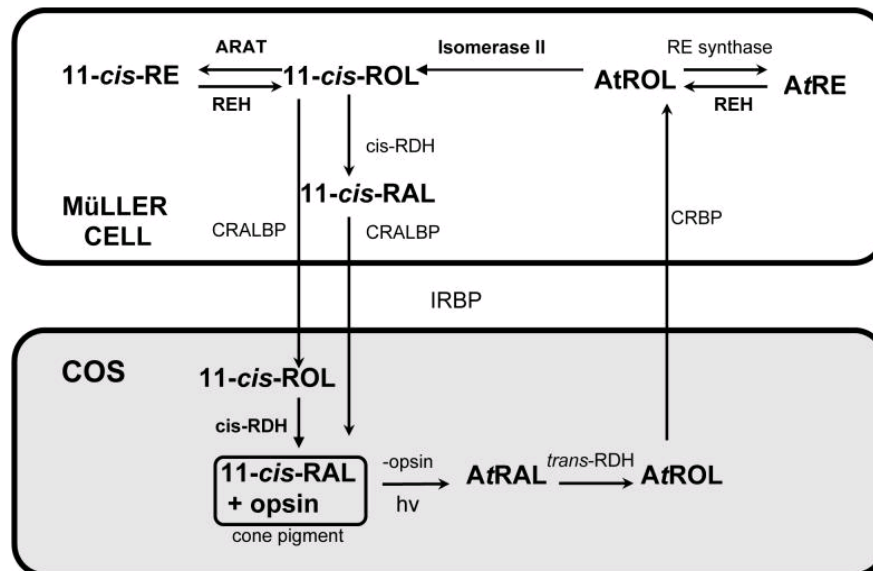 ARAT
Isomerase II
RE synthase
11-cis-RE
11-cis-ROL
AtROL
AtRE
REH
REH
cis-RDH
11-cis-RAL
MüLLER
CELL
CRALBP
CRALBP
CRBP
IRBP
COS
11-cis-ROL
cis-RDH
11-cis-RAL
+ opsin
-opsin
hv
AtRAL
trans-RDH
AtROL
cone pigment